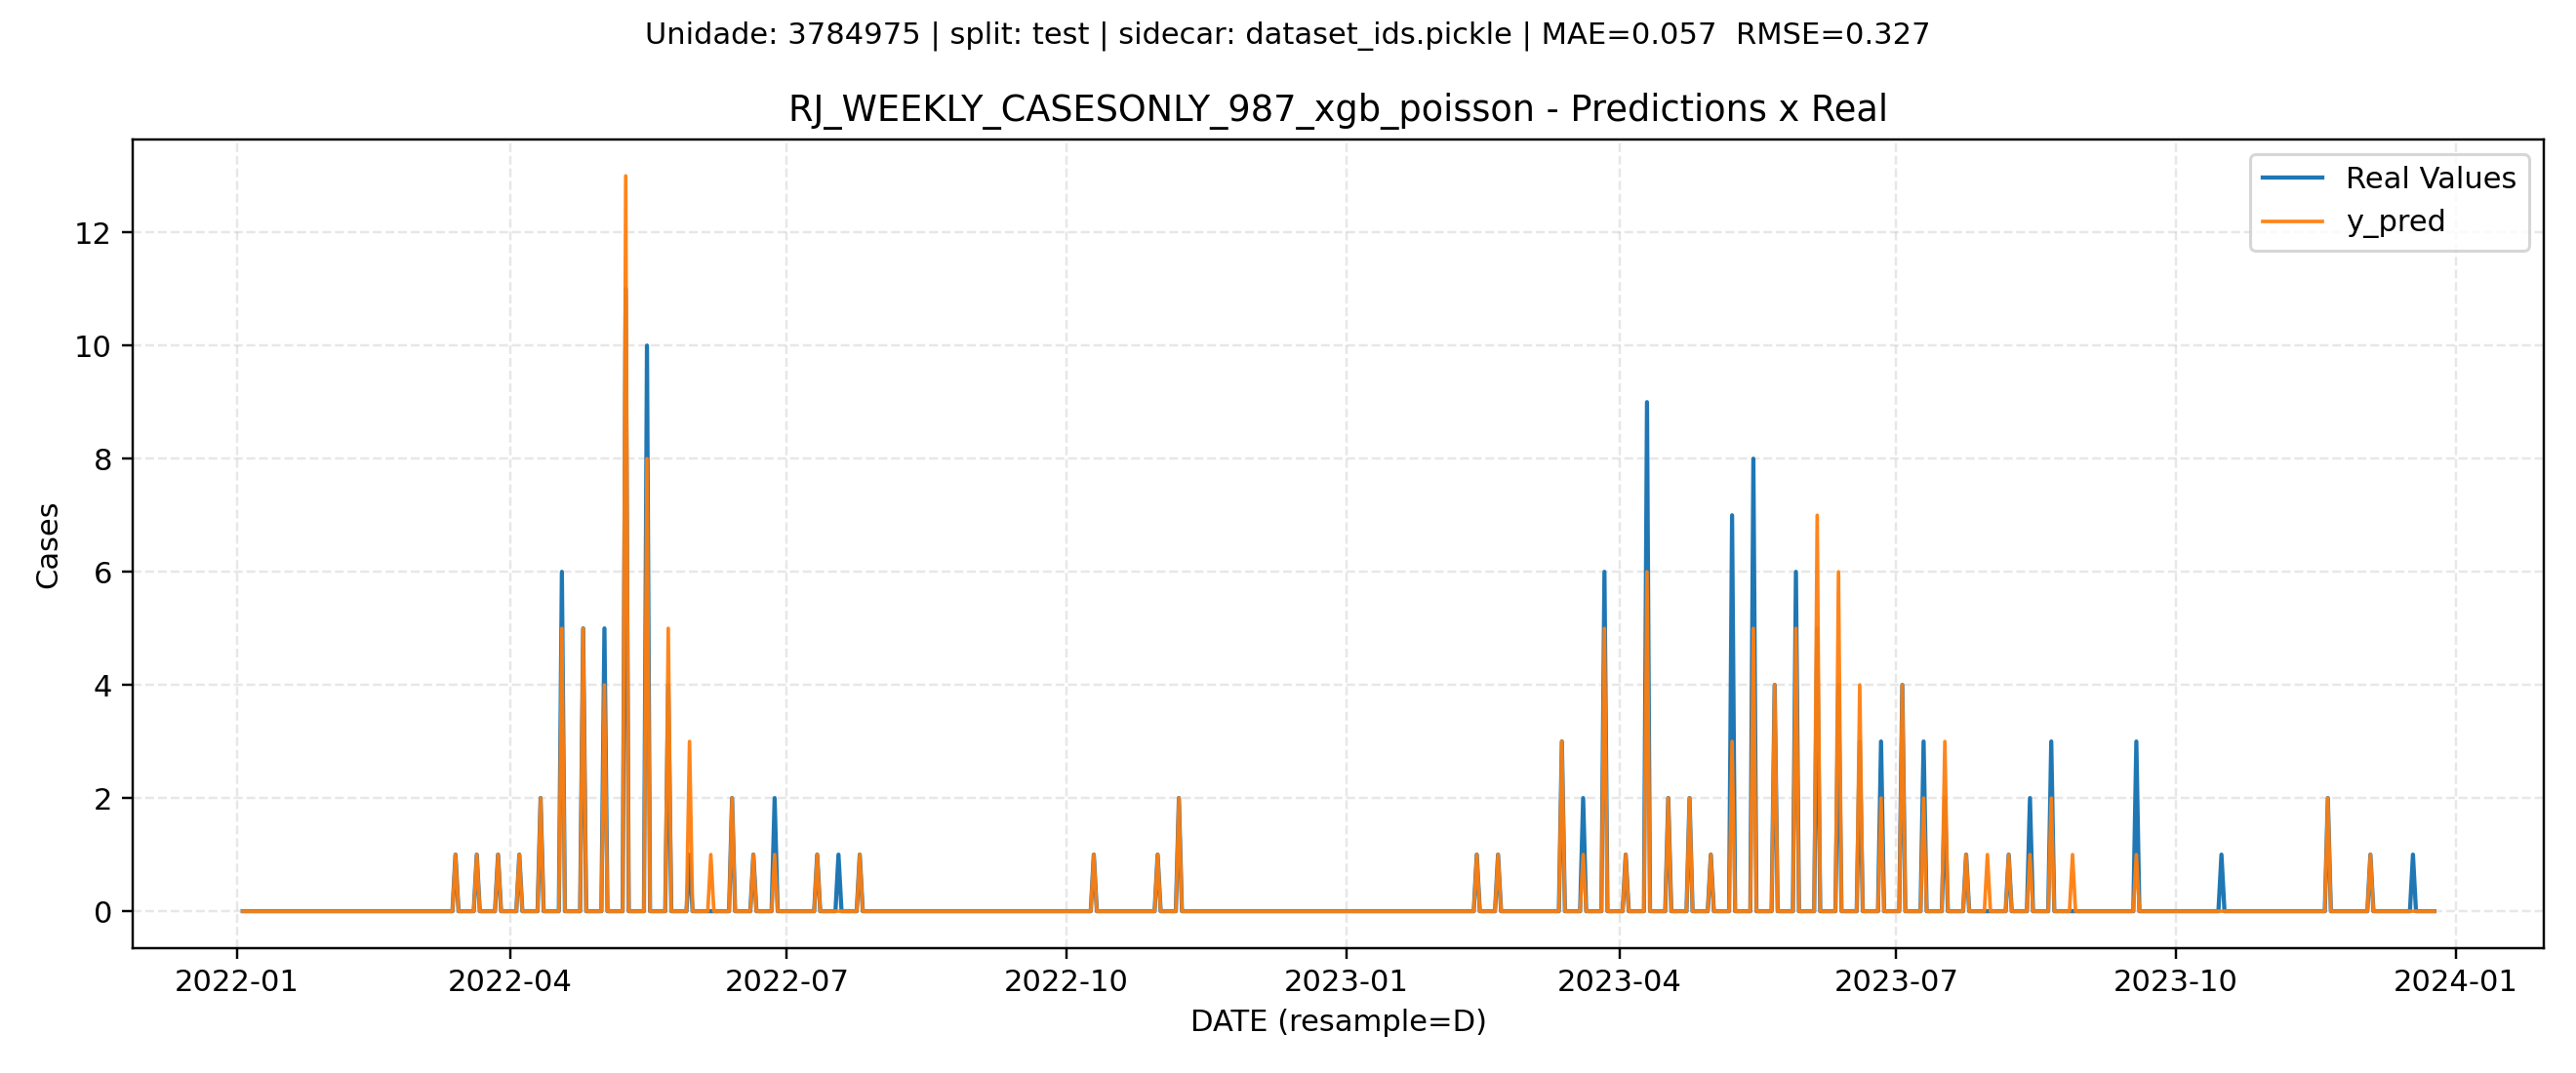 Unidade: 3784975 | split: test | sidecar: dataset_ids.pickle | MAE=0.057  RMSE=0.327
RJ_WEEKLY_CASESONLY_987_xgb_poisson - Predictions x Real
Real Values
y_pred
Cases
12
10
8
6
4
2
0
2022-01
2022-04
2022-07
2022-10
2023-01
2023-04
2023-07
2023-10
2024-01
DATE (resample=D)